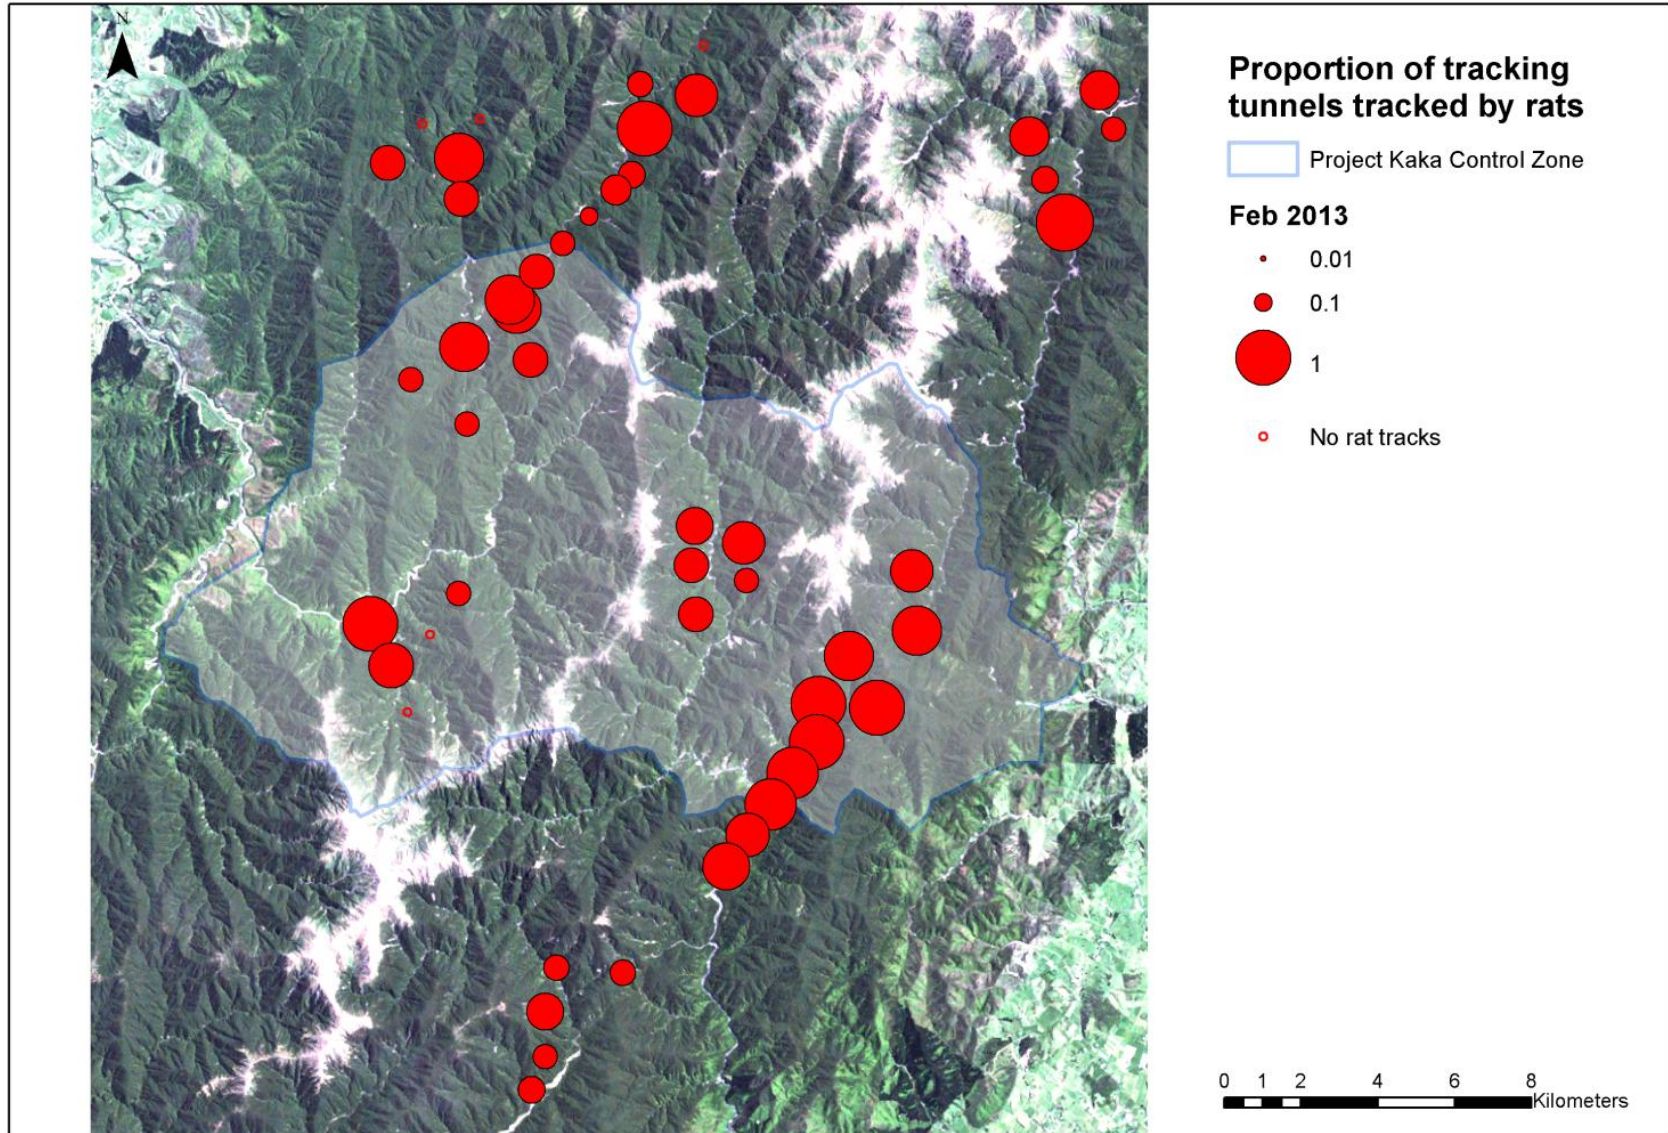 N
Proportion of tracking
tunnels tracked by rats
Project Kaka Control Zone
Feb 2013
0.01
0.1
1
No rat tracks
0 1 2 4 6 8
Kilometers